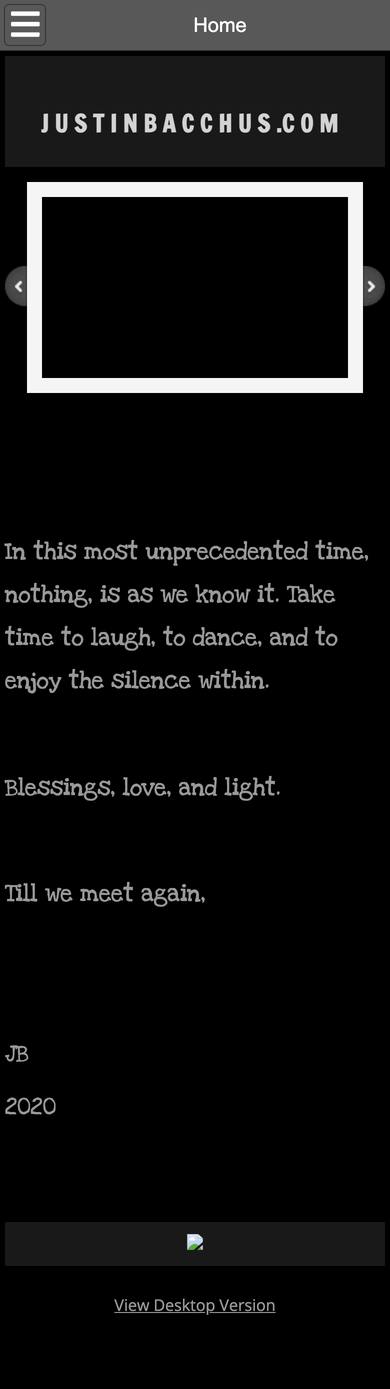 Home
JUSTINBACCHUS.COM
In this most unprecedented time,
nothing, is as we know it. Take
time to laugh, to dance, and to
enjoy the silence within.
Blessings, love, and light.
Till we meet again,
JB
2020
View Desktop Version